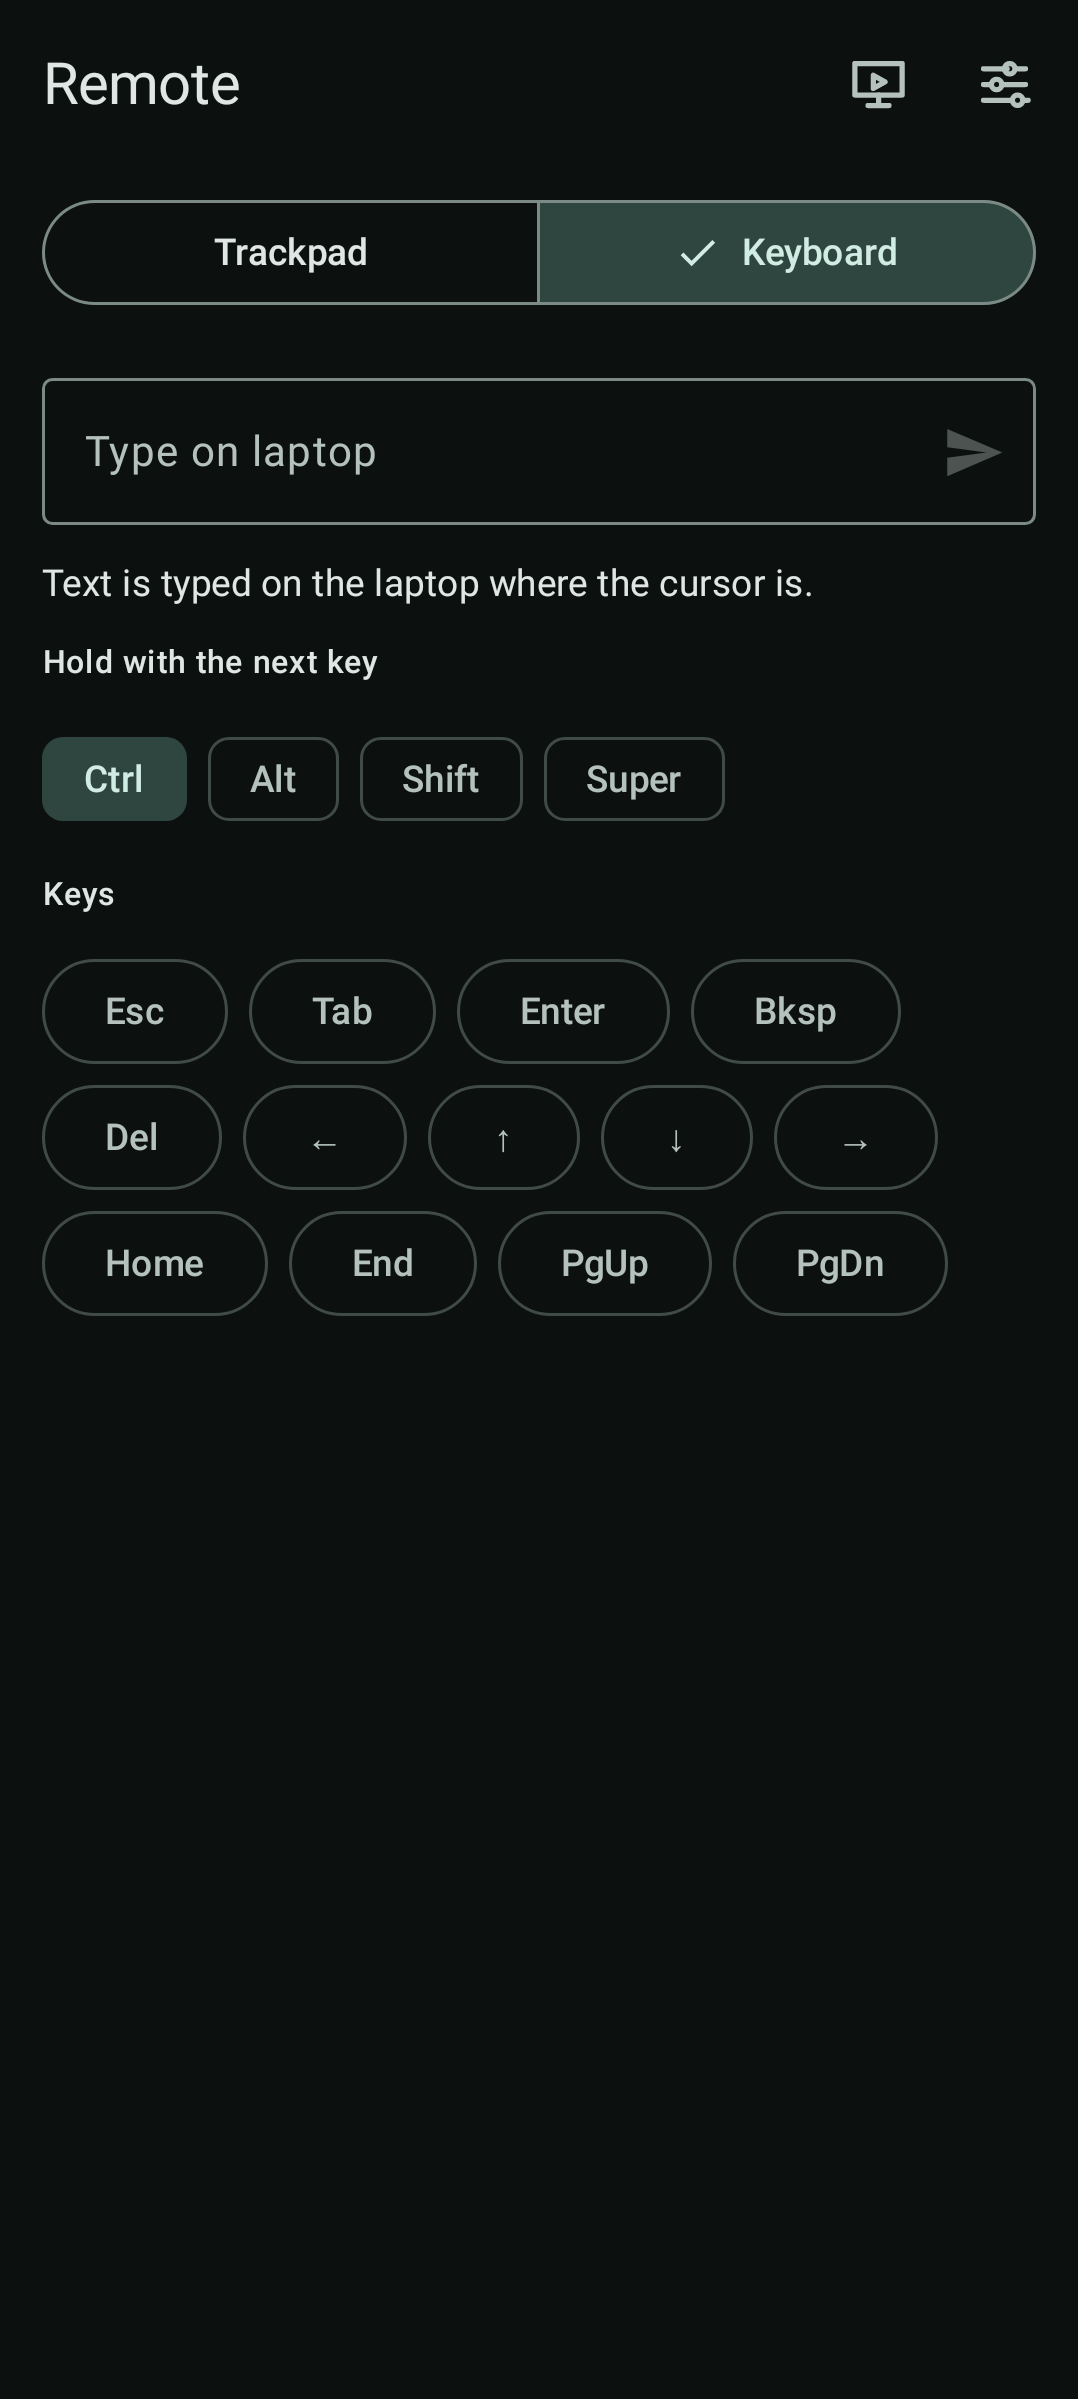 Remote
Trackpad Keyboard
Type on laptop
Text is typed on the laptop where the cursor is.
Hold with the next key
Ctrl Alt Shift Super
Keys
Esc Tab Enter Bksp
Del ← ↑ ↓ →
Home End PgUp PgDn